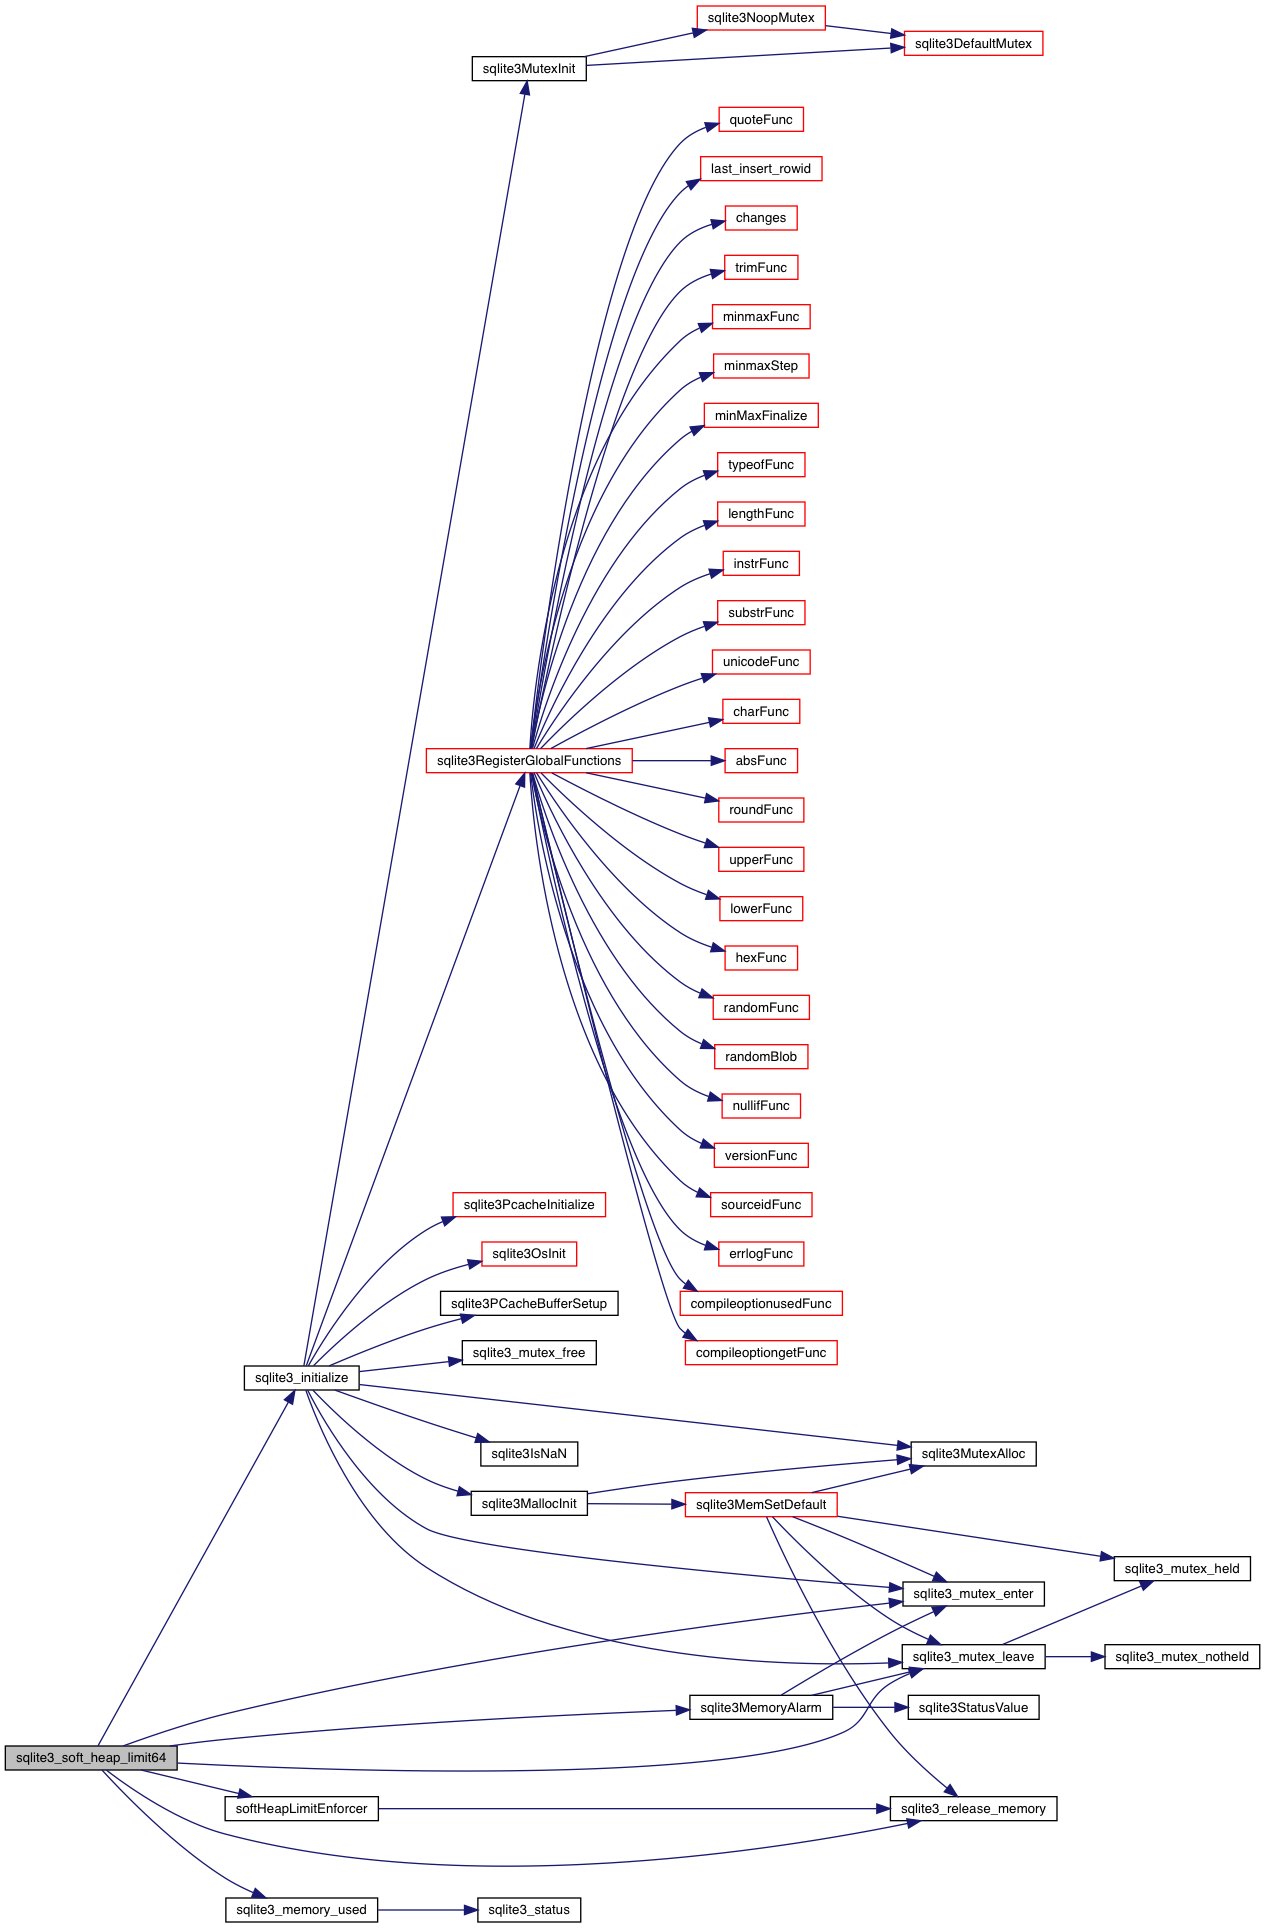 sqlite3NoopMutex
sqlite3DefaultMutex
sqlite3MutexInit
quoteFunc
last_insert_rowid
changes
trimFunc
minmaxFunc
minmaxStep
minMaxFinalize
typeofFunc
lengthFunc
instrFunc
substrFunc
unicodeFunc
charFunc
sqlite3RegisterGlobalFunctions
absFunc
roundFunc
upperFunc
lowerFunc
hexFunc
randomFunc
randomBlob
nullifFunc
versionFunc
sqlite3PcacheInitialize
sourceidFunc
sqlite3OsInit
errlogFunc
sqlite3PCacheBufferSetup
compileoptionusedFunc
sqlite3_mutex_free
compileoptiongetFunc
sqlite3_initialize
sqlite3IsNaN
sqlite3MutexAlloc
sqlite3MallocInit
sqlite3MemSetDefault
sqlite3_mutex_held
sqlite3_mutex_enter
sqlite3_mutex_leave
sqlite3_mutex_notheld
sqlite3MemoryAlarm
sqlite3StatusValue
sqlite3_soft_heap_limit64
softHeapLimitEnforcer
sqlite3_release_memory
sqlite3_memory_used
sqlite3_status